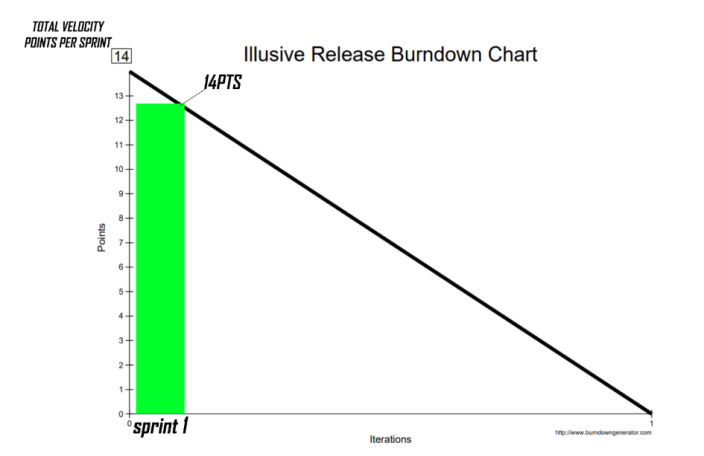 TOTAL VELOCITY
POINTS PER SPRINT
14
Illusive Release Burndown Chart
14PTS
13
12
11
10
9
8
7
6
5
4
3
2
1
0
Points
0
sprint 1
1
Iterations
http://www.burndowngenerator.com